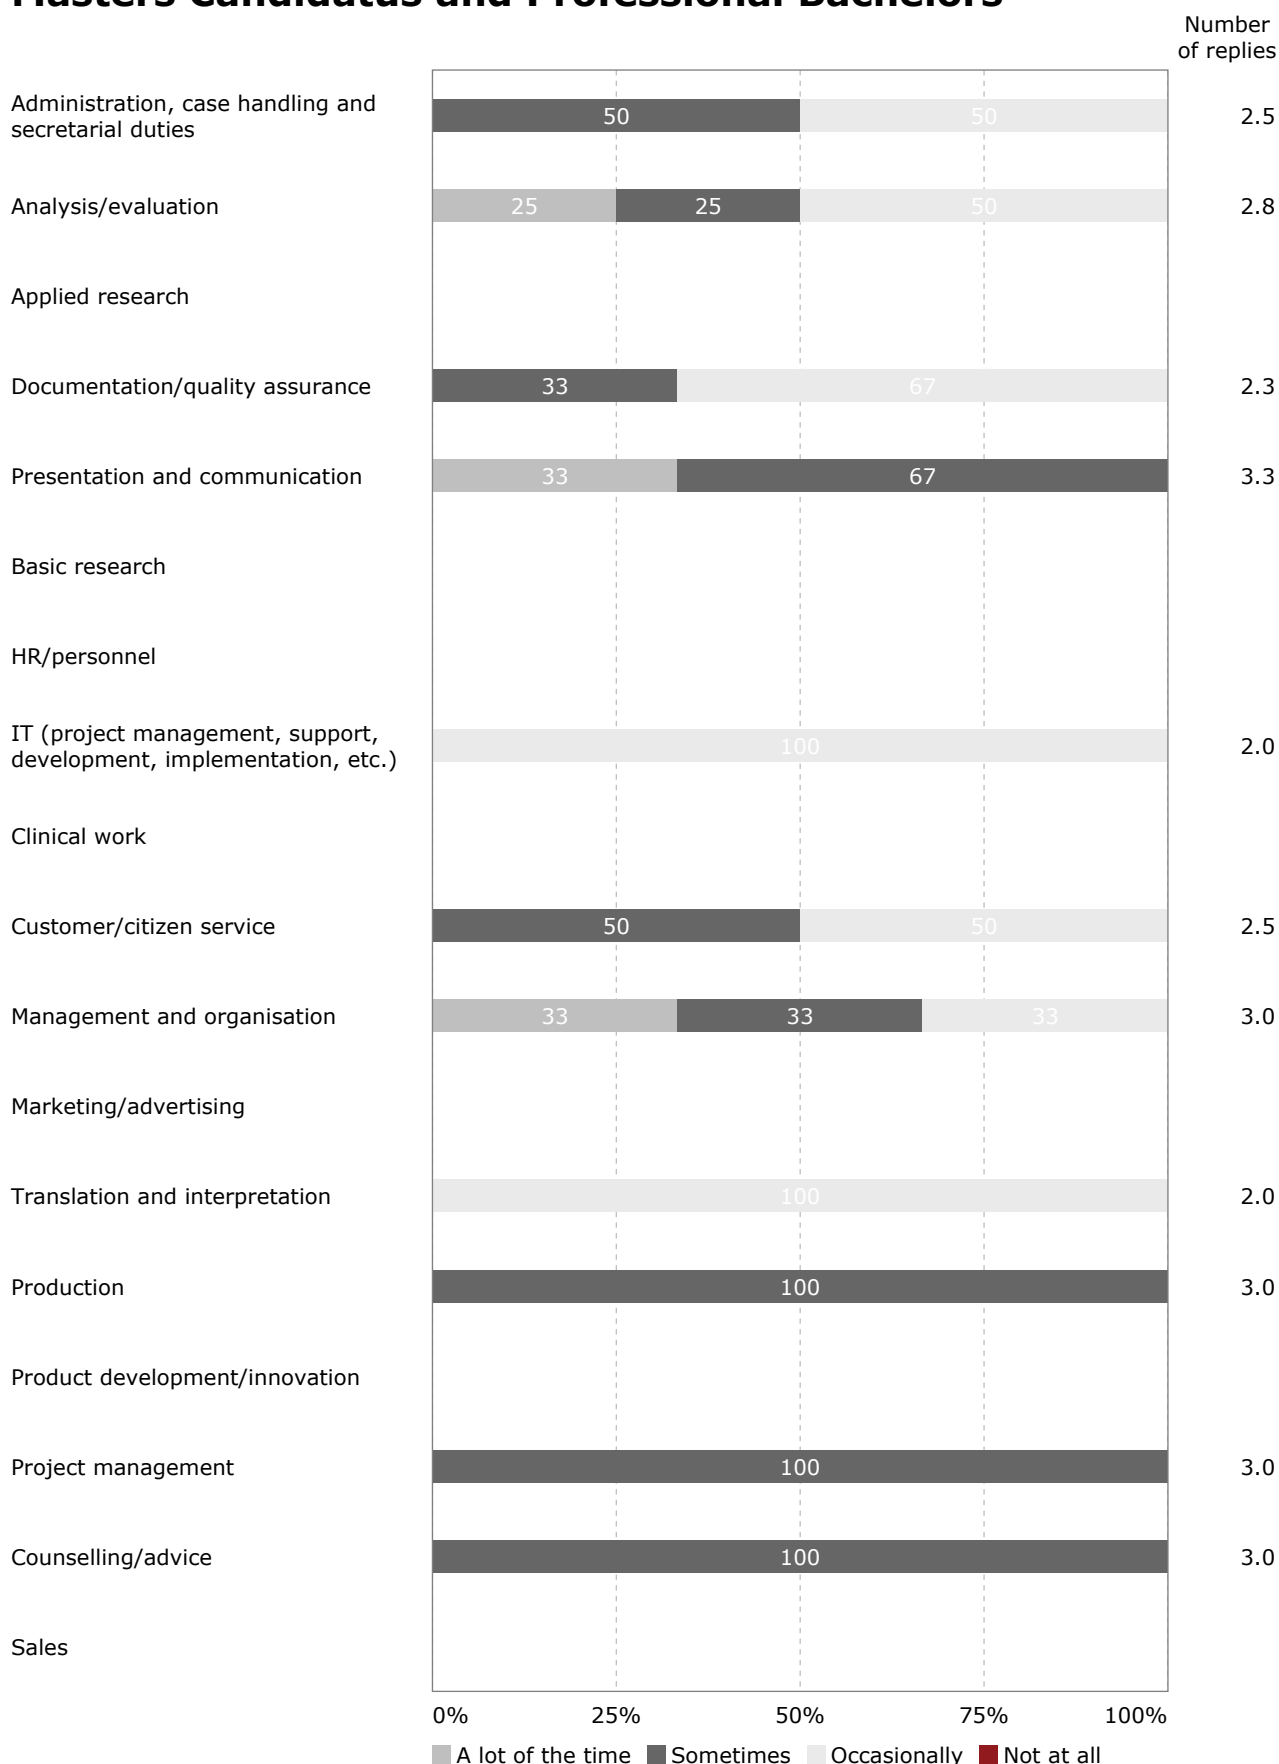 Masters Candidatus and Professional Bachelors
Number
of replies
Administration, case handling and
secretarial duties
50 50 2.5
Analysis/evaluation 25 25 50 2.8
Applied research
Documentation/quality assurance 33 67 2.3
Presentation and communication 33 67 3.3
Basic research
HR/personnel
IT (project management, support,
development, implementation, etc.)
100 2.0
Clinical work
Customer/citizen service 50 50 2.5
Management and organisation 33 33 33 3.0
Marketing/advertising
Translation and interpretation 100 2.0
Production 100 3.0
Product development/innovation
Project management 100 3.0
Counselling/advice 100 3.0
Sales
0% 25% 50% 75% 100%
A lot of the time Sometimes Occasionally Not at all